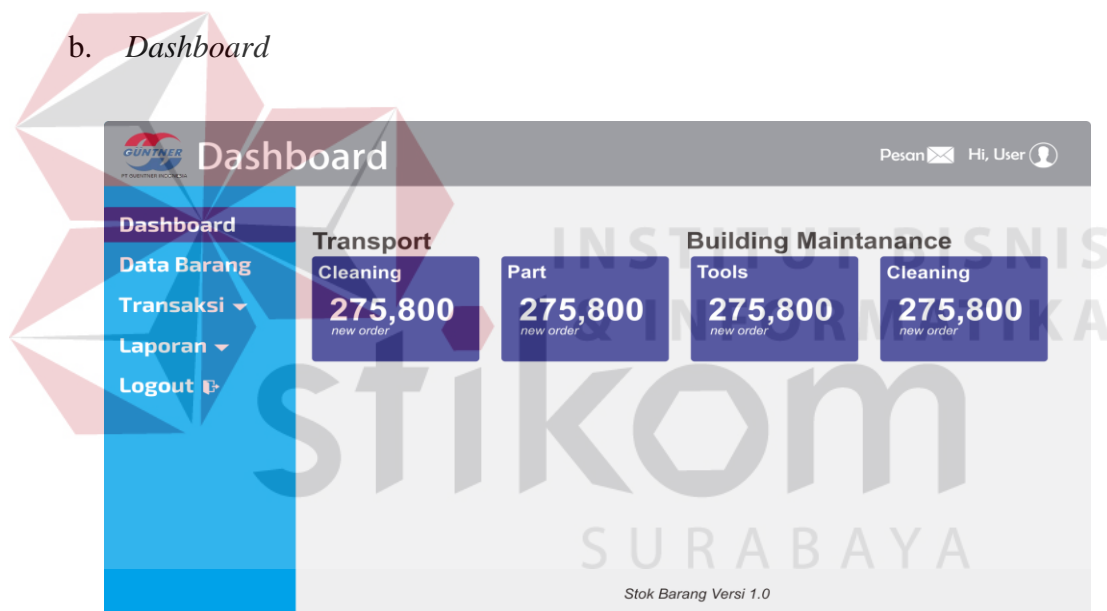 b. Dashboard
GÜNTNER
PT GUENTNER INDONESIA
Dashboard
Pesan Hi, User
Dashboard
Data Barang
Transaksi
Laporan
Logout
Transport
Building Maintanance
Cleaning
275,800
new order
Part
275,800
new order
Tools
275,800
new order
Cleaning
275,800
new order
INSTITUT BISNIS
& INFORMATIKA
stikom
SURABAYA
Stok Barang Versi 1.0